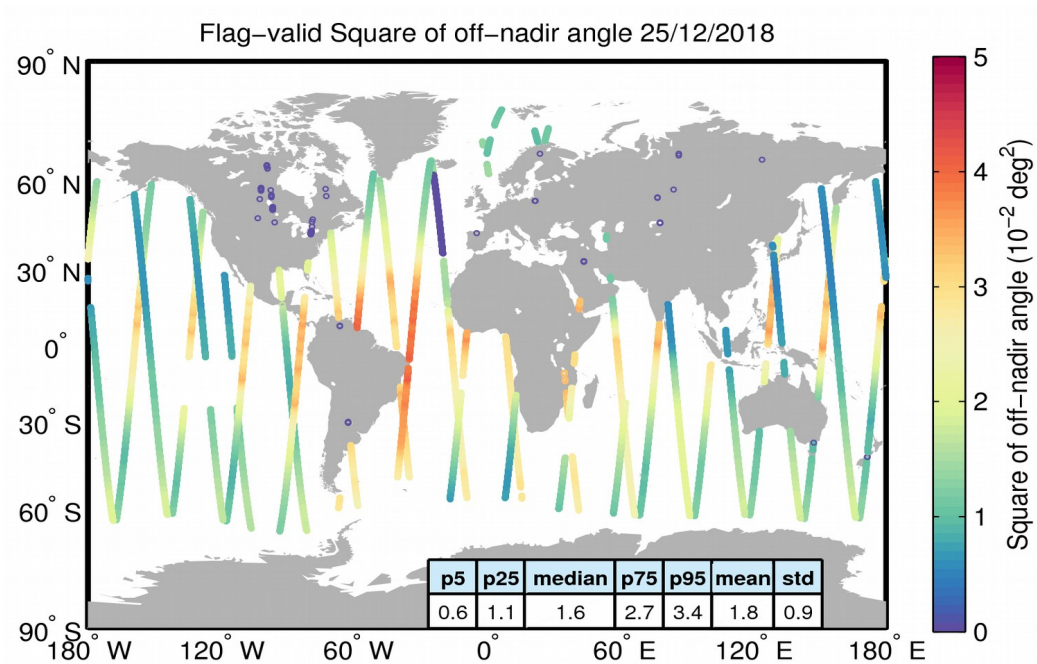 Flag-valid Square of off-nadir angle 25/12/2018
90° N
60° N
30° N
0°
30° S
60° S
90° S
180° W
120° W
60° W
0°
60° E
120° E
180° E
5
4
3
2
1
0
Square of off-nadir angle (10⁻² deg²)
p5 p25 median p75 p95 mean std
0.6 1.1 1.6 2.7 3.4 1.8 0.9